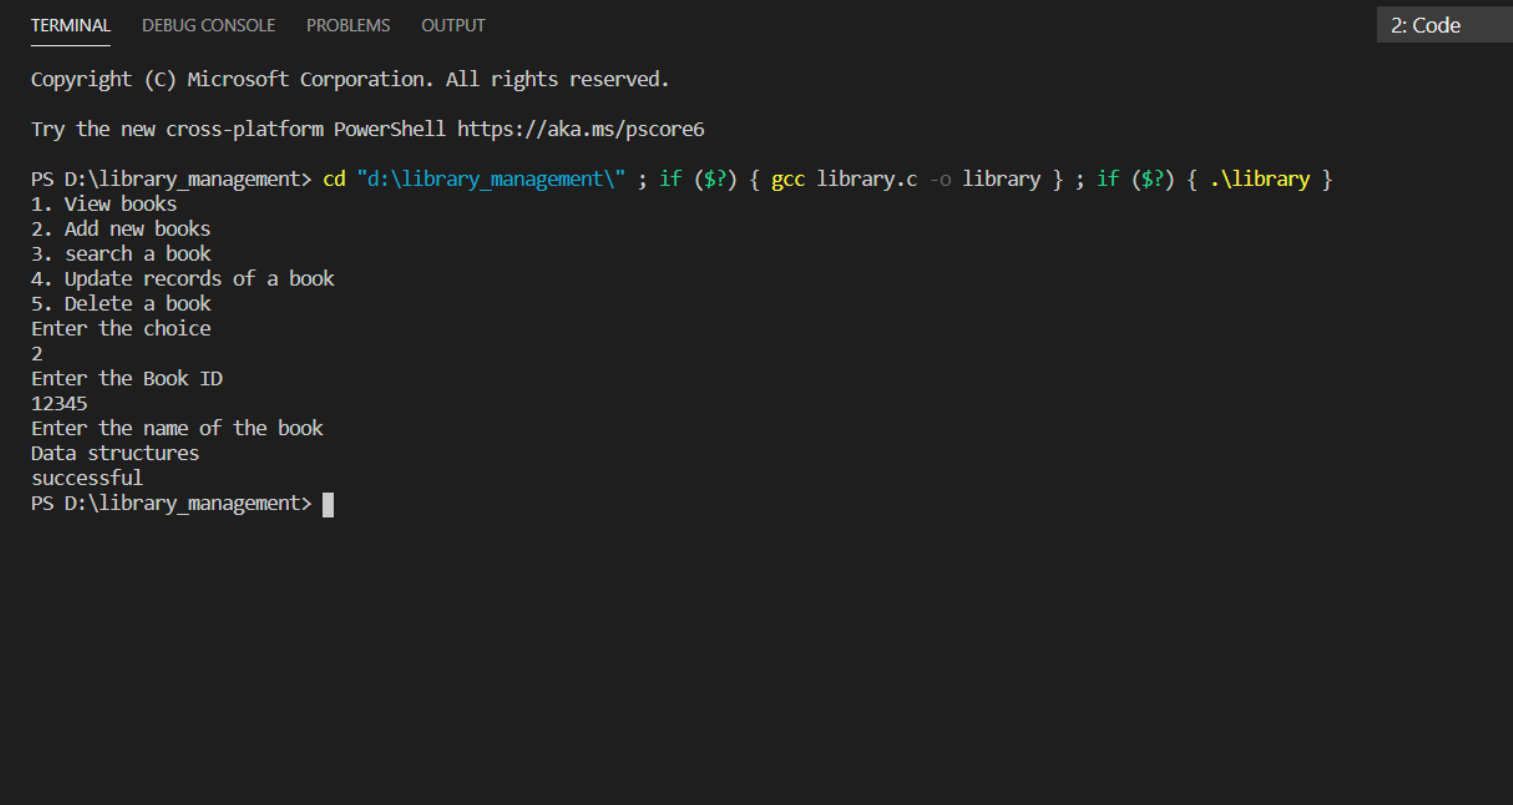 TERMINAL DEBUG CONSOLE PROBLEMS OUTPUT 2: Code
Copyright (C) Microsoft Corporation. All rights reserved.
Try the new cross-platform PowerShell https://aka.ms/pscore6
PS D:\library_management> cd "d:\library_management\" ; if ($?) { gcc library.c -o library } ; if ($?) { .\library }
1. View books
2. Add new books
3. search a book
4. Update records of a book
5. Delete a book
Enter the choice
2
Enter the Book ID
12345
Enter the name of the book
Data structures
successful
PS D:\library_management>